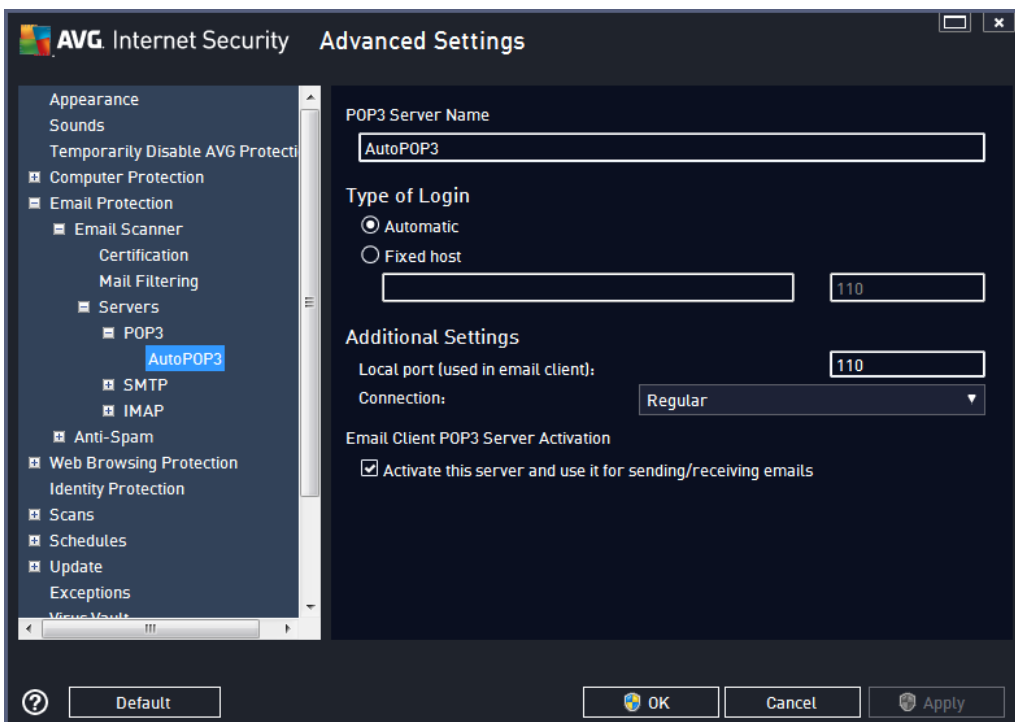 AVG. Internet Security Advanced Settings
Appearance
Sounds
Temporarily Disable AVG Protecti
Computer Protection
Email Protection
Email Scanner
Certification
Mail Filtering
Servers
POP3
AutoPOP3
SMTP
IMAP
Anti-Spam
Web Browsing Protection
Identity Protection
Scans
Schedules
Update
Exceptions
Virus Vault
POP3 Server Name
AutoPOP3
Type of Login
Automatic
Fixed host
110
Additional Settings
Local port (used in email client):
110
Connection:
Regular
Email Client POP3 Server Activation
Activate this server and use it for sending/receiving emails
Default
OK
Cancel
Apply